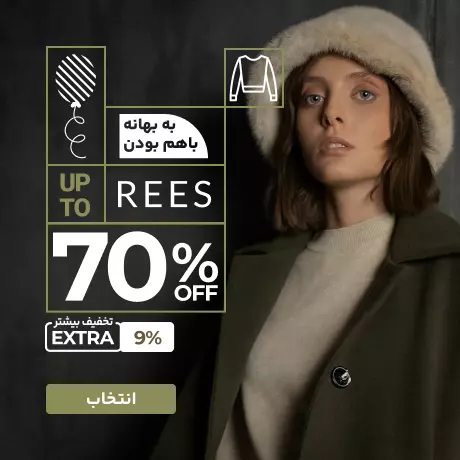 به بهانه
باهم بودن
UP TO
REES
70% OFF
تخفیف بیشتر
EXTRA 9%
انتخاب